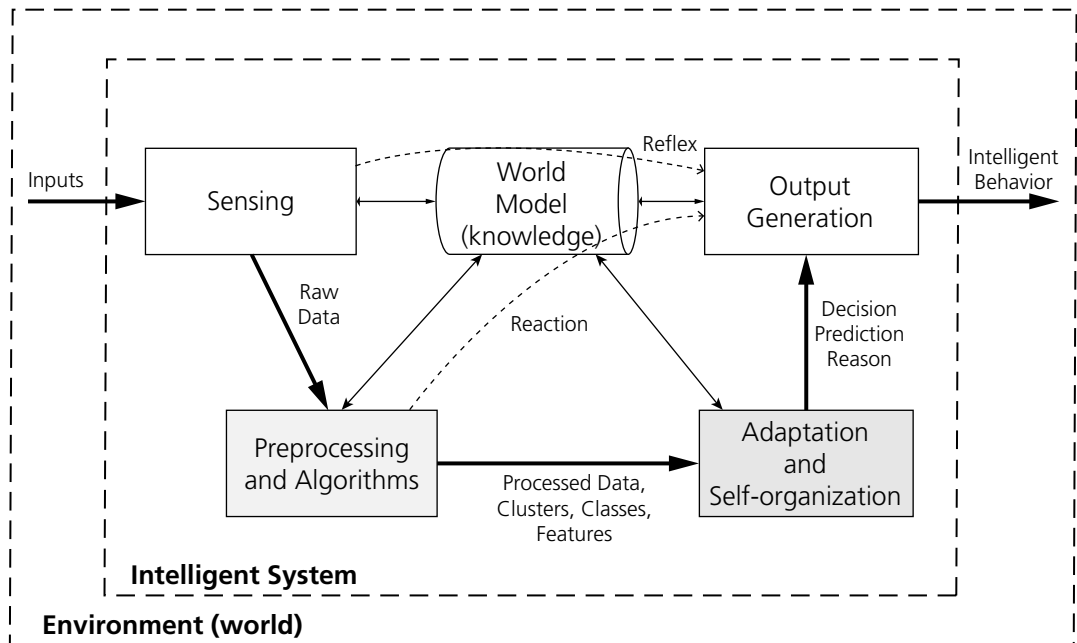 Inputs
Sensing
World
Model
(knowledge)
Reflex
Output
Generation
Intelligent
Behavior
Raw
Data
Reaction
Decision
Prediction
Reason
Preprocessing
and Algorithms
Processed Data,
Clusters, Classes,
Features
Adaptation
and
Self-organization
Intelligent System
Environment (world)